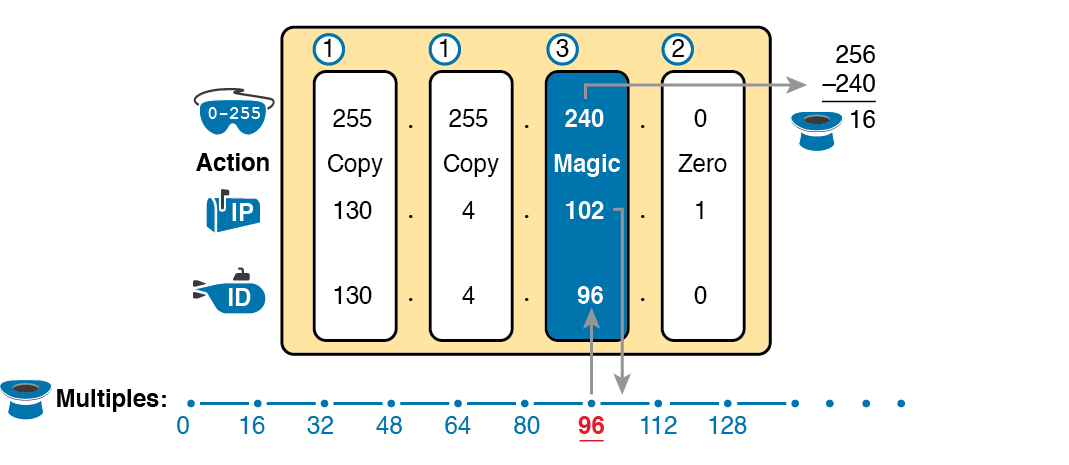 1 1 3 2
256
–240
16
0–255
255 . 255 . 240 . 0
Action Copy Copy Magic Zero
IP 130 . 4 . 102 . 1
ID 130 . 4 . 96 . 0
Multiples:
0 16 32 48 64 80 96 112 128